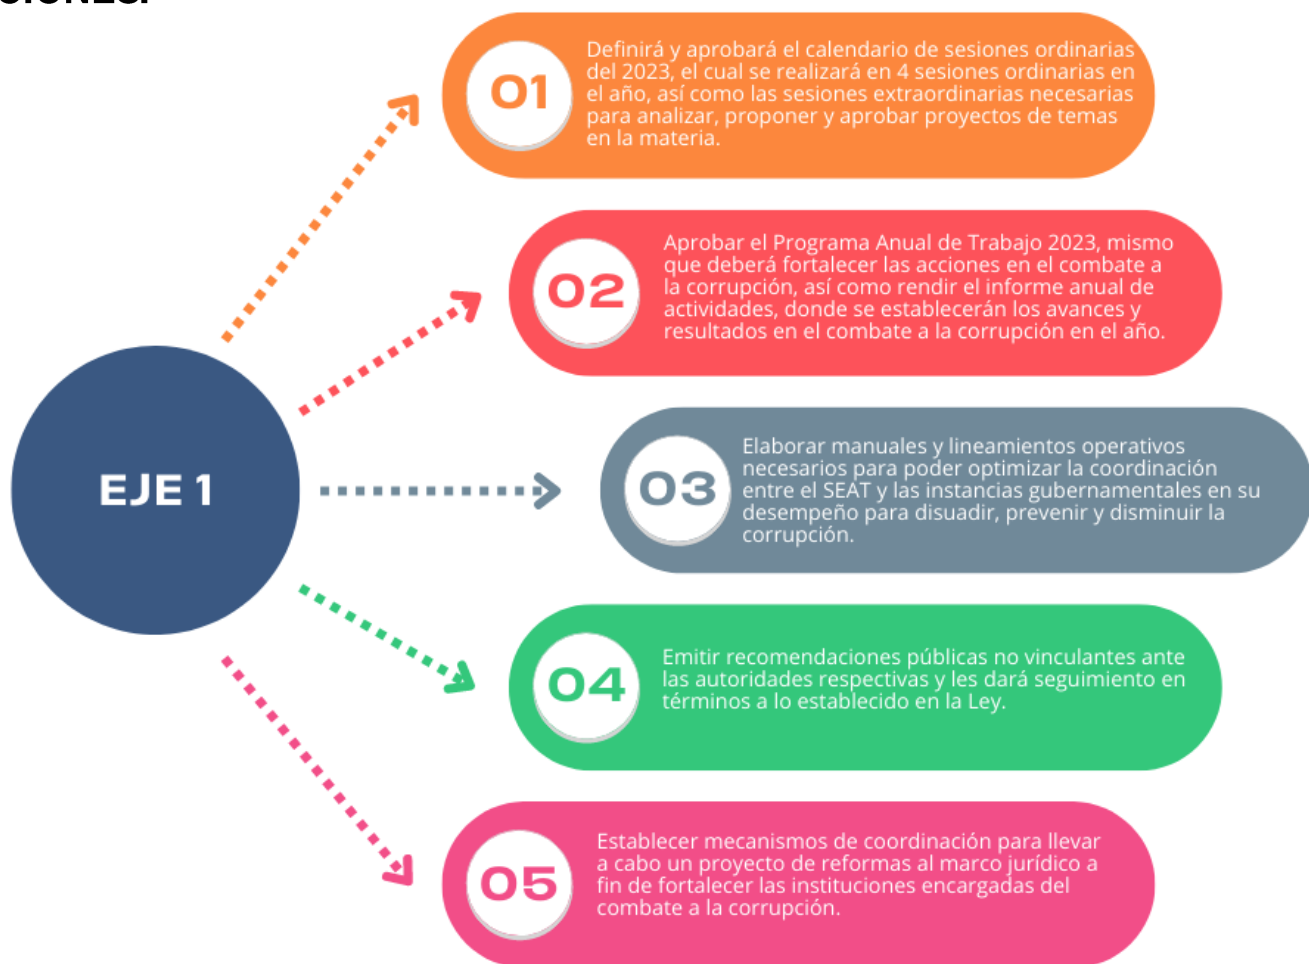 01
Definirá y aprobará el calendario de sesiones ordinarias
del 2023, el cual se realizará en 4 sesiones ordinarias en
el año, así como las sesiones extraordinarias necesarias
para analizar, proponer y aprobar proyectos de temas
en la materia.
02
Aprobar el Programa Anual de Trabajo 2023, mismo
que deberá fortalecer las acciones en el combate a
la corrupción, así como rendir el informe anual de
actividades, donde se establecerán los avances y
resultados en el combate a la corrupción en el año.
EJE 1
03
Elaborar manuales y lineamientos operativos
necesarios para poder optimizar la coordinación
entre el SEAT y las instancias gubernamentales en su
desempeño para disuadir, prevenir y disminuir la
corrupción.
04
Emitir recomendaciones públicas no vinculantes ante
las autoridades respectivas y les dará seguimiento en
términos a lo establecido en la Ley.
05
Establecer mecanismos de coordinación para llevar
a cabo un proyecto de reformas al marco jurídico a
fin de fortalecer las instituciones encargadas del
combate a la corrupción.